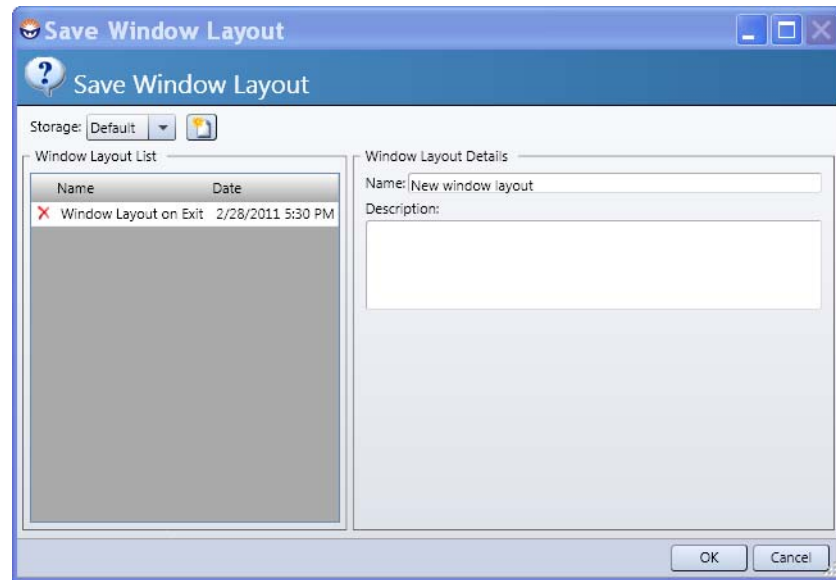 Save Window Layout
Save Window Layout
Storage: Default
Window Layout List
Name Date
Window Layout on Exit 2/28/2011 5:30 PM
Window Layout Details
Name: New window layout
Description:
OK Cancel